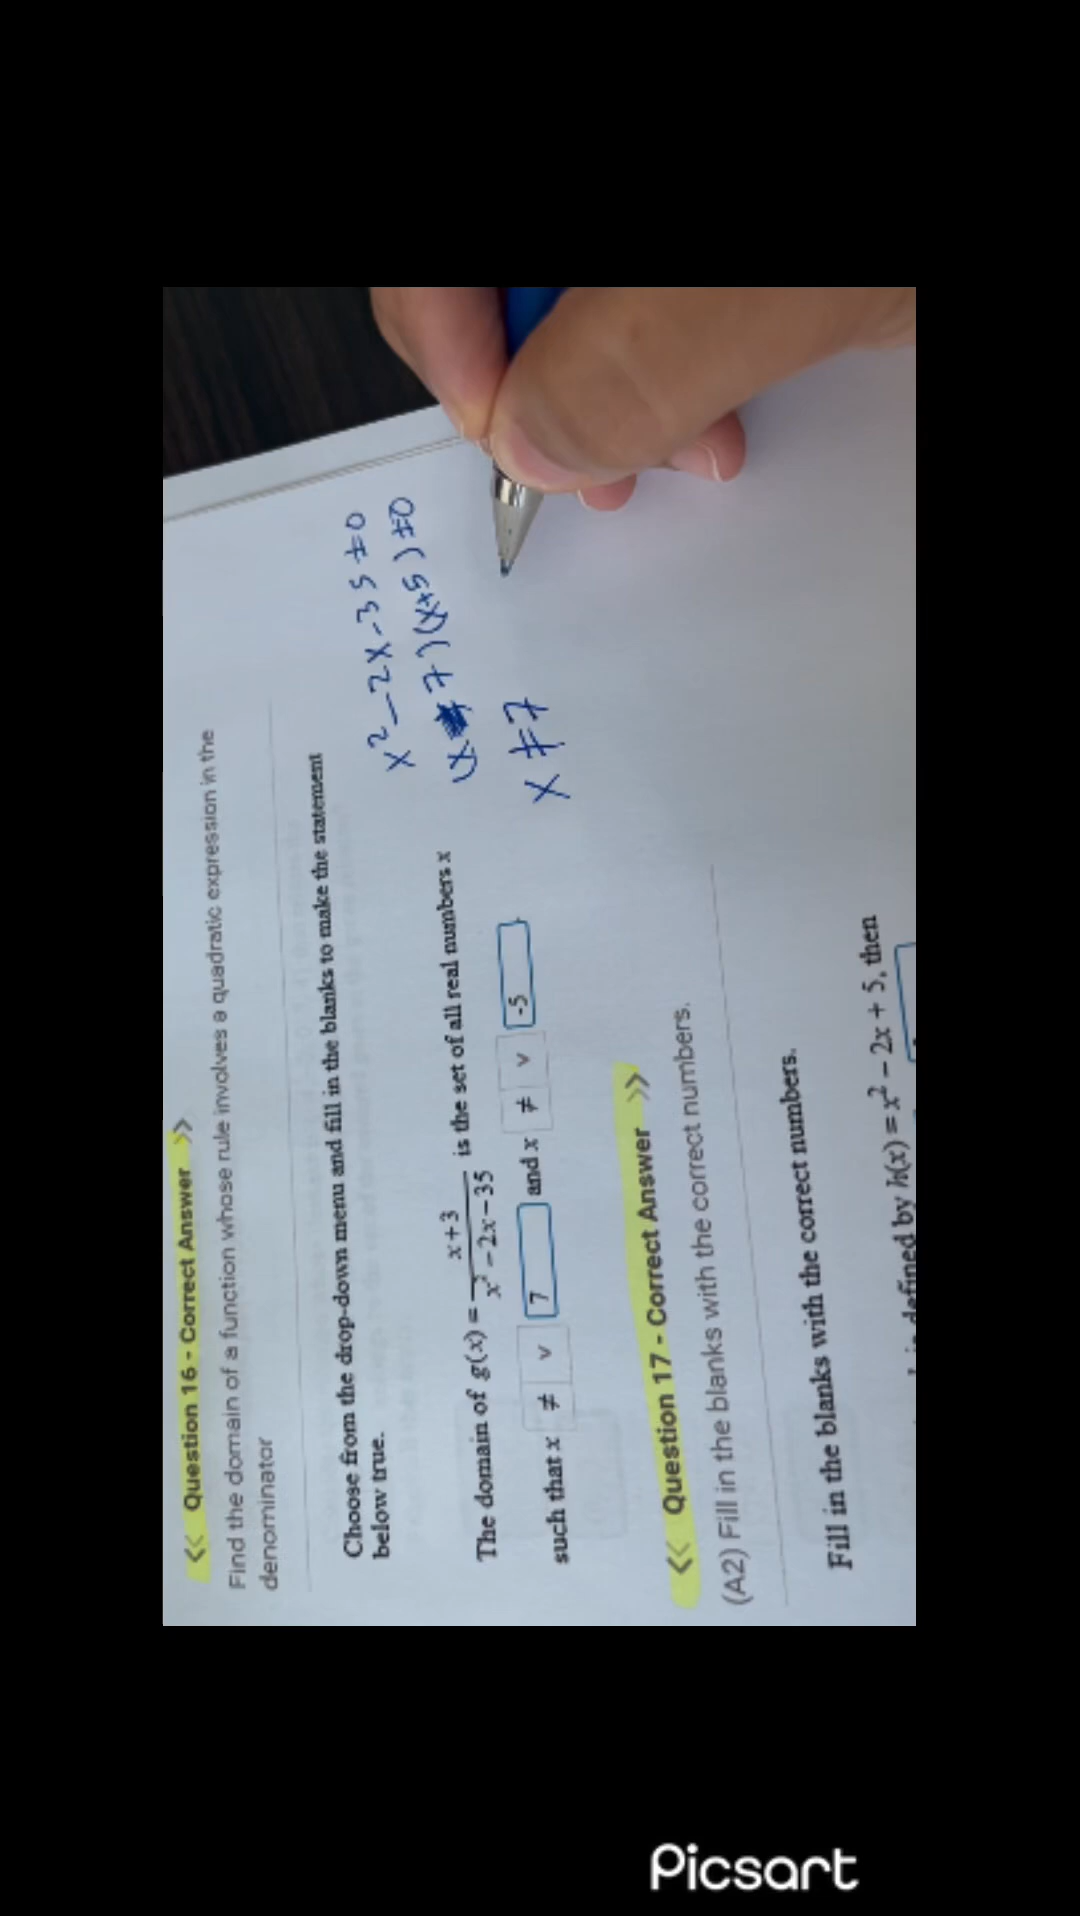 << Question 16 - Correct Answer >>
Find the domain of a function whose rule involves a quadratic expression in the
denominator
Choose from the drop-down menu and fill in the blanks to make the statement
below true.
The domain of g(x) = x+3 / x² - 2x - 35 is the set of all real numbers x
such that x ≠ v 7 and x ≠ v -5
x² - 2x - 35 ≠ 0
(x 7)(x+5) ≠ 0
x ≠ 7
<< Question 17 - Correct Answer >>
(A2) Fill in the blanks with the correct numbers.
Fill in the blanks with the correct numbers.
defined by h(x) = x² - 2x + 5, then
Picsart